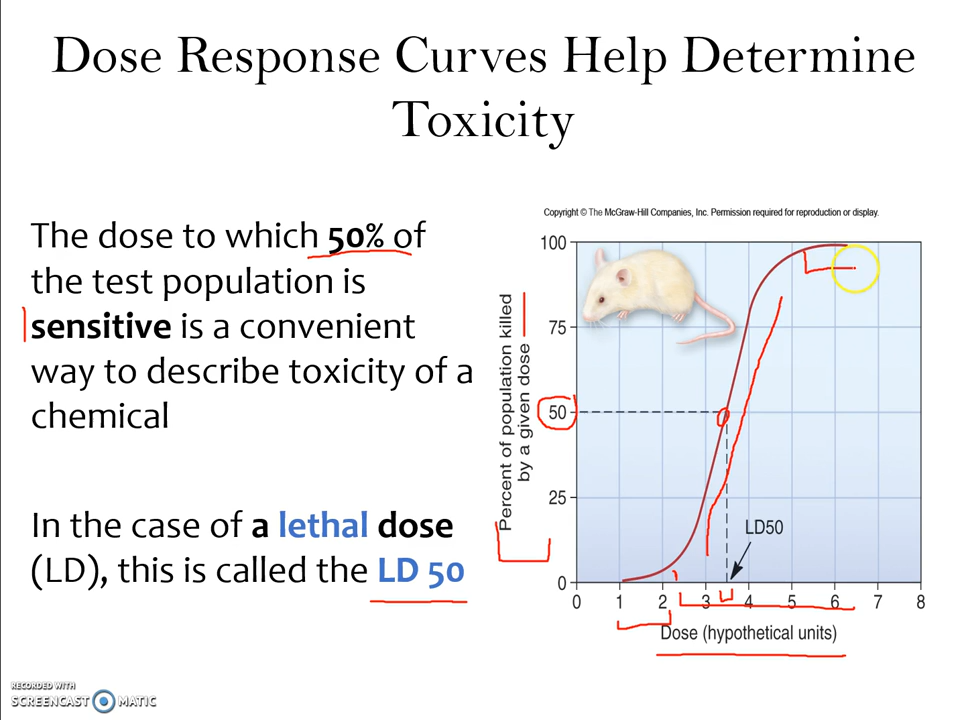 Dose Response Curves Help Determine
Toxicity
The dose to which 50% of
the test population is
sensitive is a convenient
way to describe toxicity of a
chemical
In the case of a lethal dose
(LD), this is called the LD 50
Copyright © The McGraw-Hill Companies, Inc. Permission required for reproduction or display.
Percent of population killed
by a given dose
100
75
50
25
0
LD50
0 1 2 3 4 5 6 7 8
Dose (hypothetical units)
RECORDED WITH
SCREENCAST MATIC